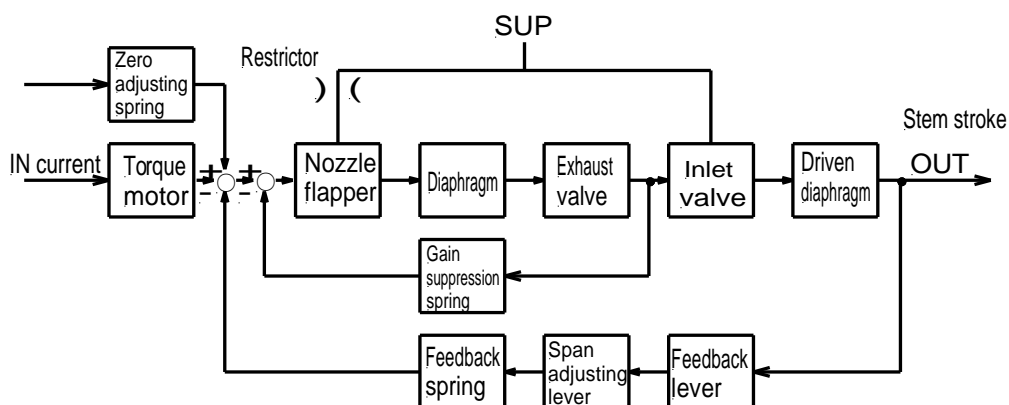 SUP
Zero
adjusting
spring
Restrictor
) (
Stem stroke
IN current
Torque
motor
+
-
+
-
Nozzle
flapper
Diaphragm
Exhaust
valve
Inlet
valve
Driven
diaphragm
OUT
Gain
suppression
spring
Feedback
spring
Span
adjusting
lever
Feedback
lever